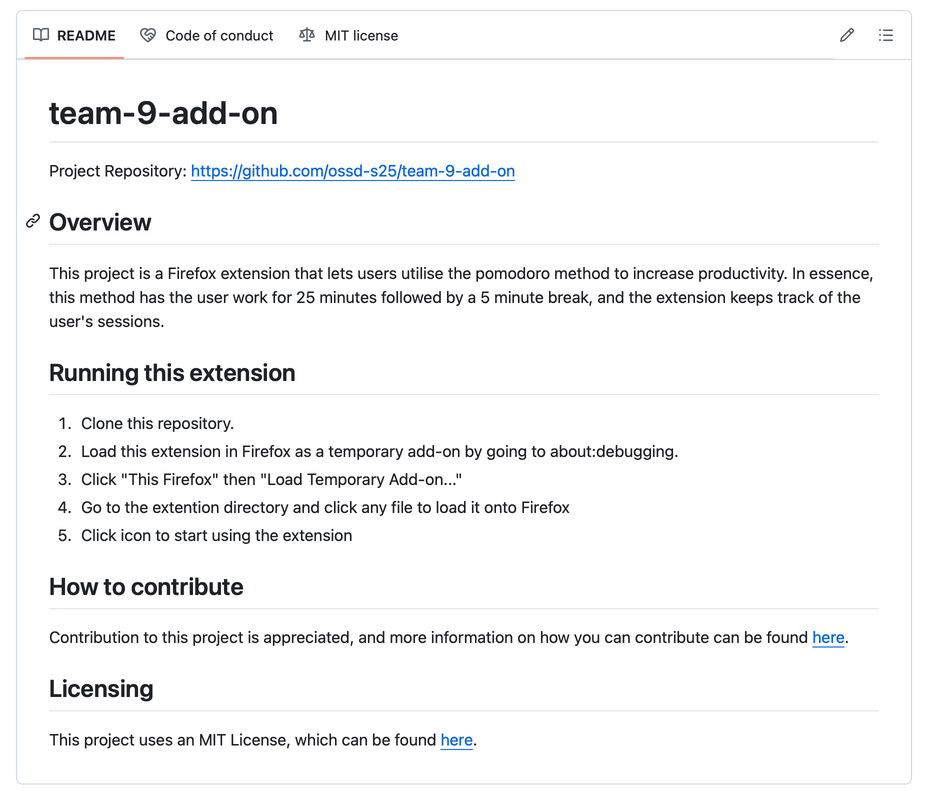 README Code of conduct MIT license
team-9-add-on
Project Repository: https://github.com/ossd-s25/team-9-add-on
Overview
This project is a Firefox extension that lets users utilise the pomodoro method to increase productivity. In essence,
this method has the user work for 25 minutes followed by a 5 minute break, and the extension keeps track of the
user's sessions.
Running this extension
1. Clone this repository.
2. Load this extension in Firefox as a temporary add-on by going to about:debugging.
3. Click "This Firefox" then "Load Temporary Add-on..."
4. Go to the extention directory and click any file to load it onto Firefox
5. Click icon to start using the extension
How to contribute
Contribution to this project is appreciated, and more information on how you can contribute can be found here.
Licensing
This project uses an MIT License, which can be found here.